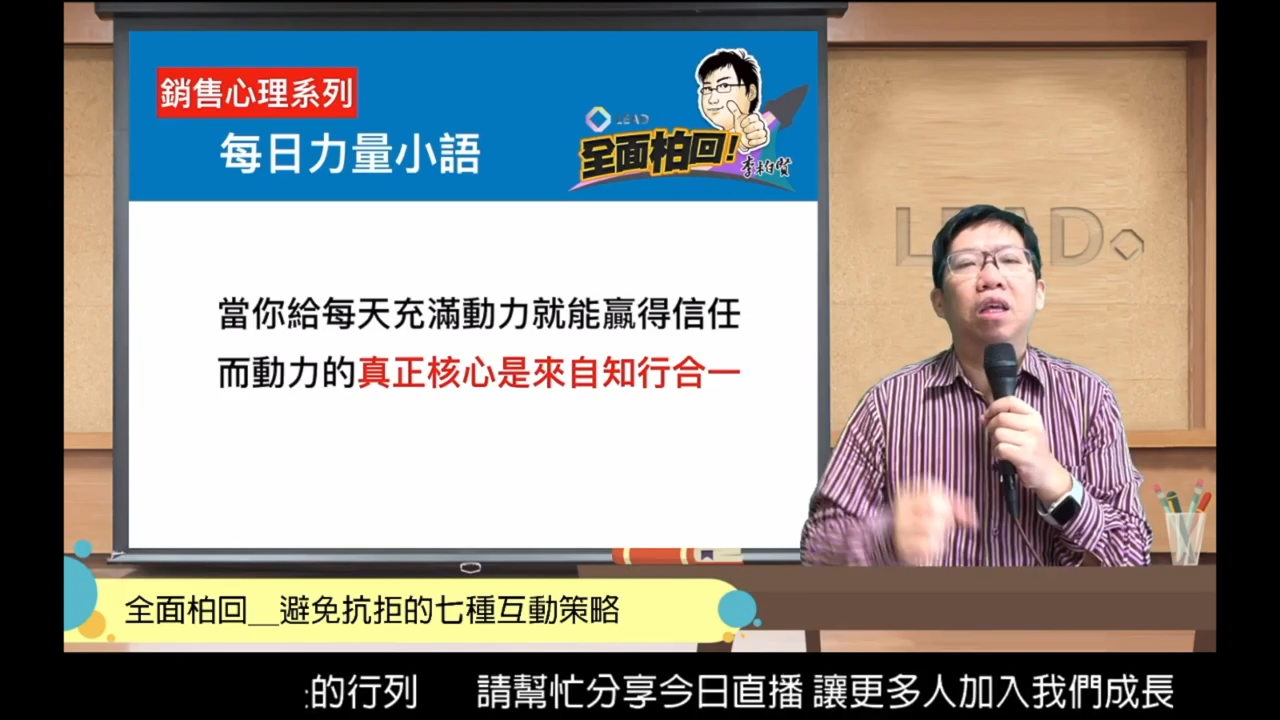 銷售心理系列
每日力量小語
LEAD
全面柏回!
李柏賢
當你給每天充滿動力就能贏得信任
而動力的真正核心是來自知行合一
LEAD
全面柏回__避免抗拒的七種互動策略
的行列 請幫忙分享今日直播 讓更多人加入我們成長